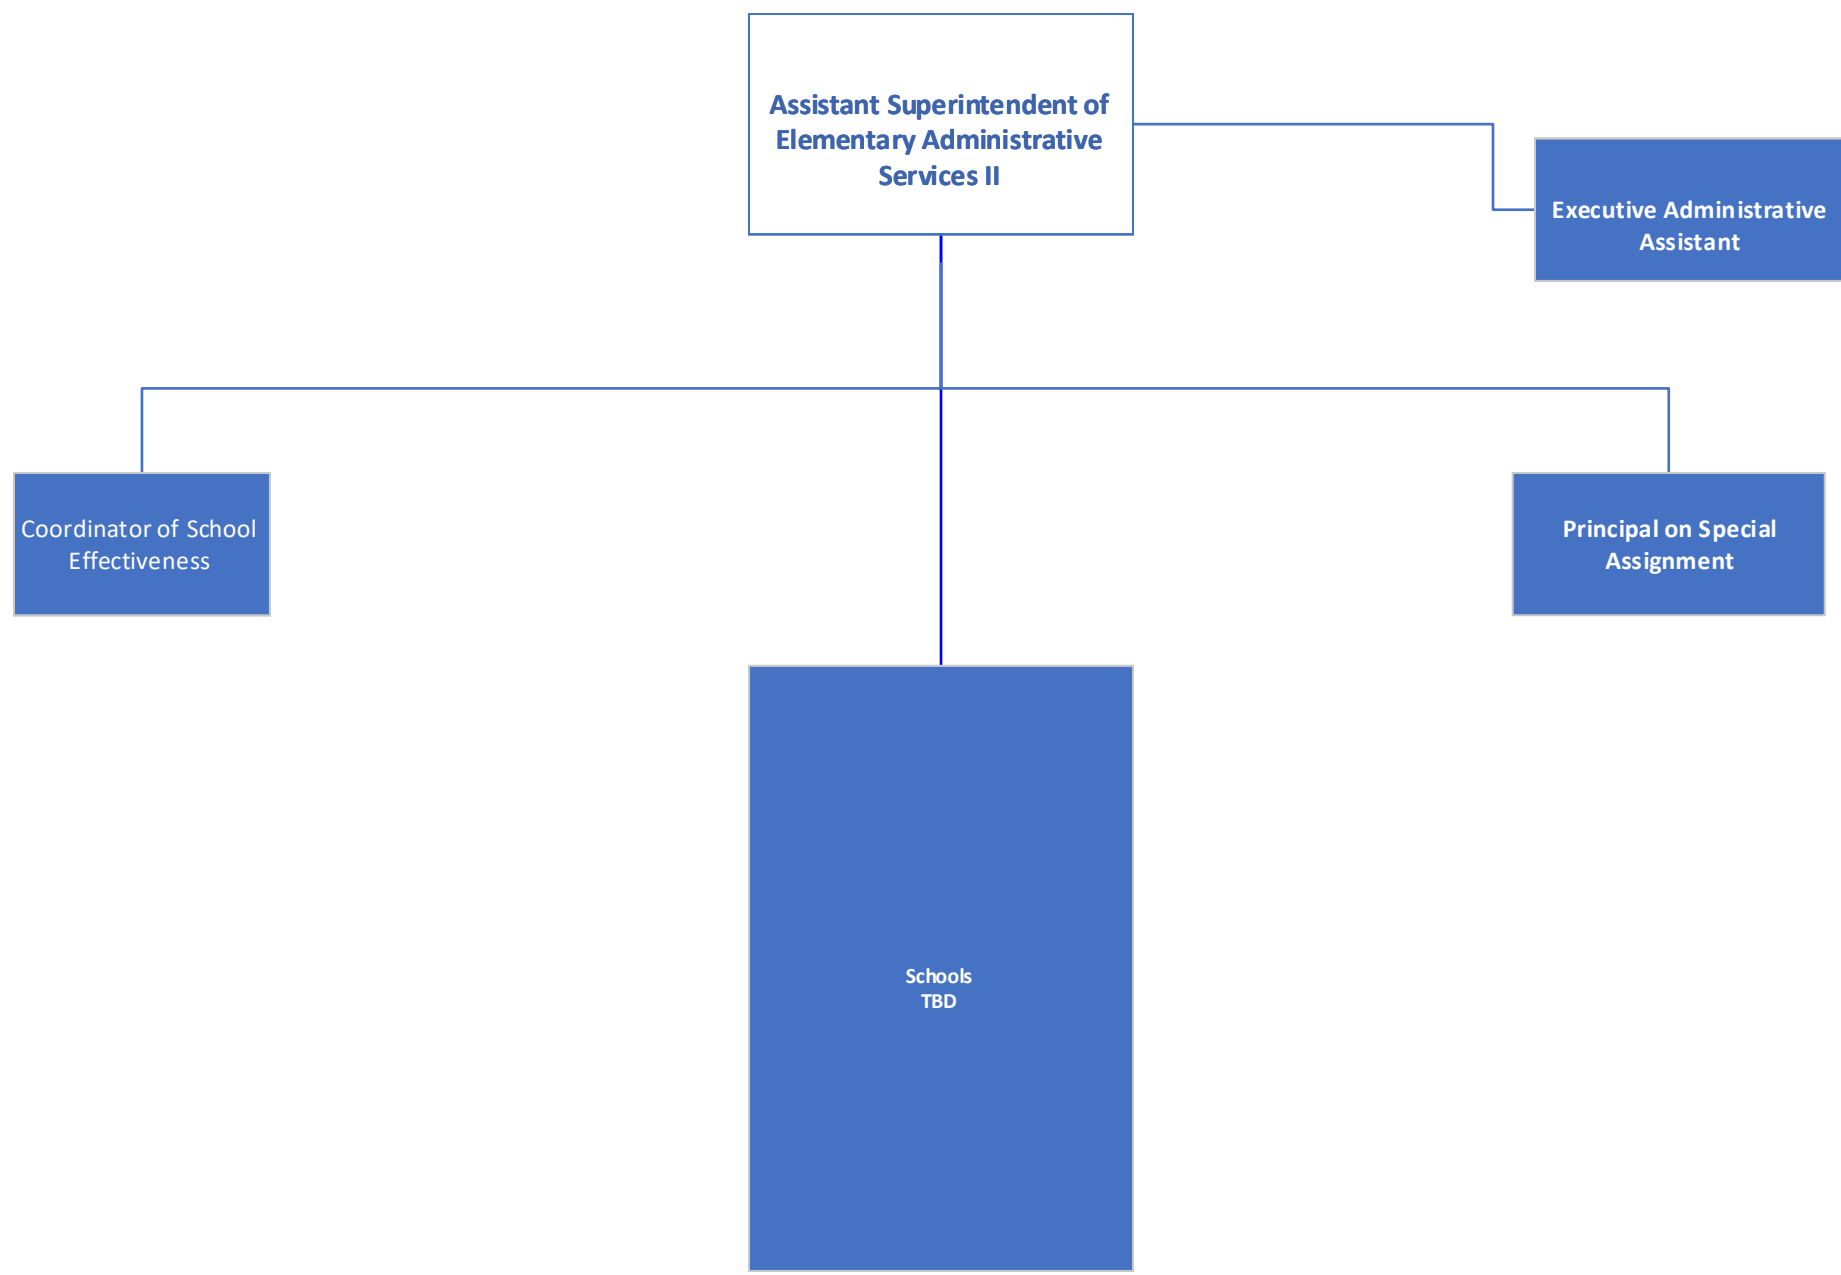 Assistant Superintendent of
Elementary Administrative
Services II
Executive Administrative
Assistant
Coordinator of School
Effectiveness
Principal on Special
Assignment
Schools
TBD